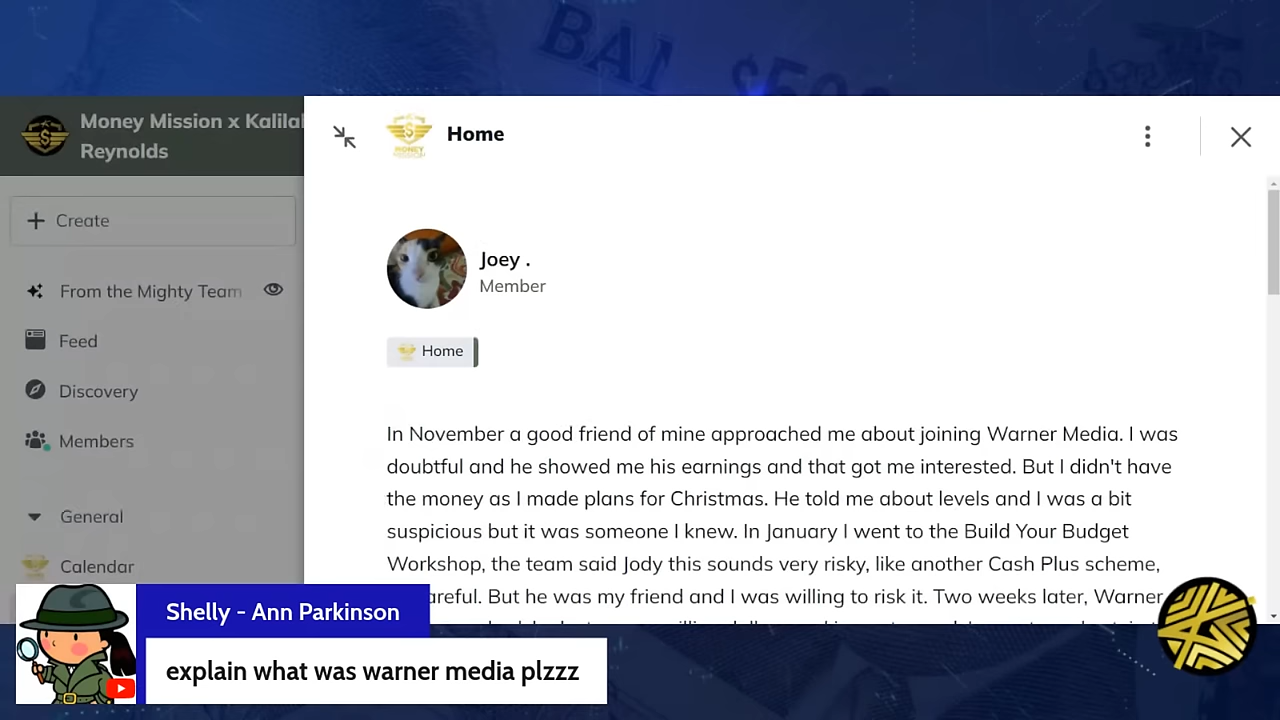 BAI $50
Money Mission x Kalilah
Reynolds
Home
+ Create
Joey .
Member
From the Mighty Team
Home
Feed
Discovery
Members
In November a good friend of mine approached me about joining Warner Media. I was
doubtful and he showed me his earnings and that got me interested. But I didn't have
the money as I made plans for Christmas. He told me about levels and I was a bit
suspicious but it was someone I knew. In January I went to the Build Your Budget
Workshop, the team said Jody this sounds very risky, like another Cash Plus scheme,
areful. But he was my friend and I was willing to risk it. Two weeks later, Warner
General
Calendar
Shelly - Ann Parkinson
explain what was warner media plzzz